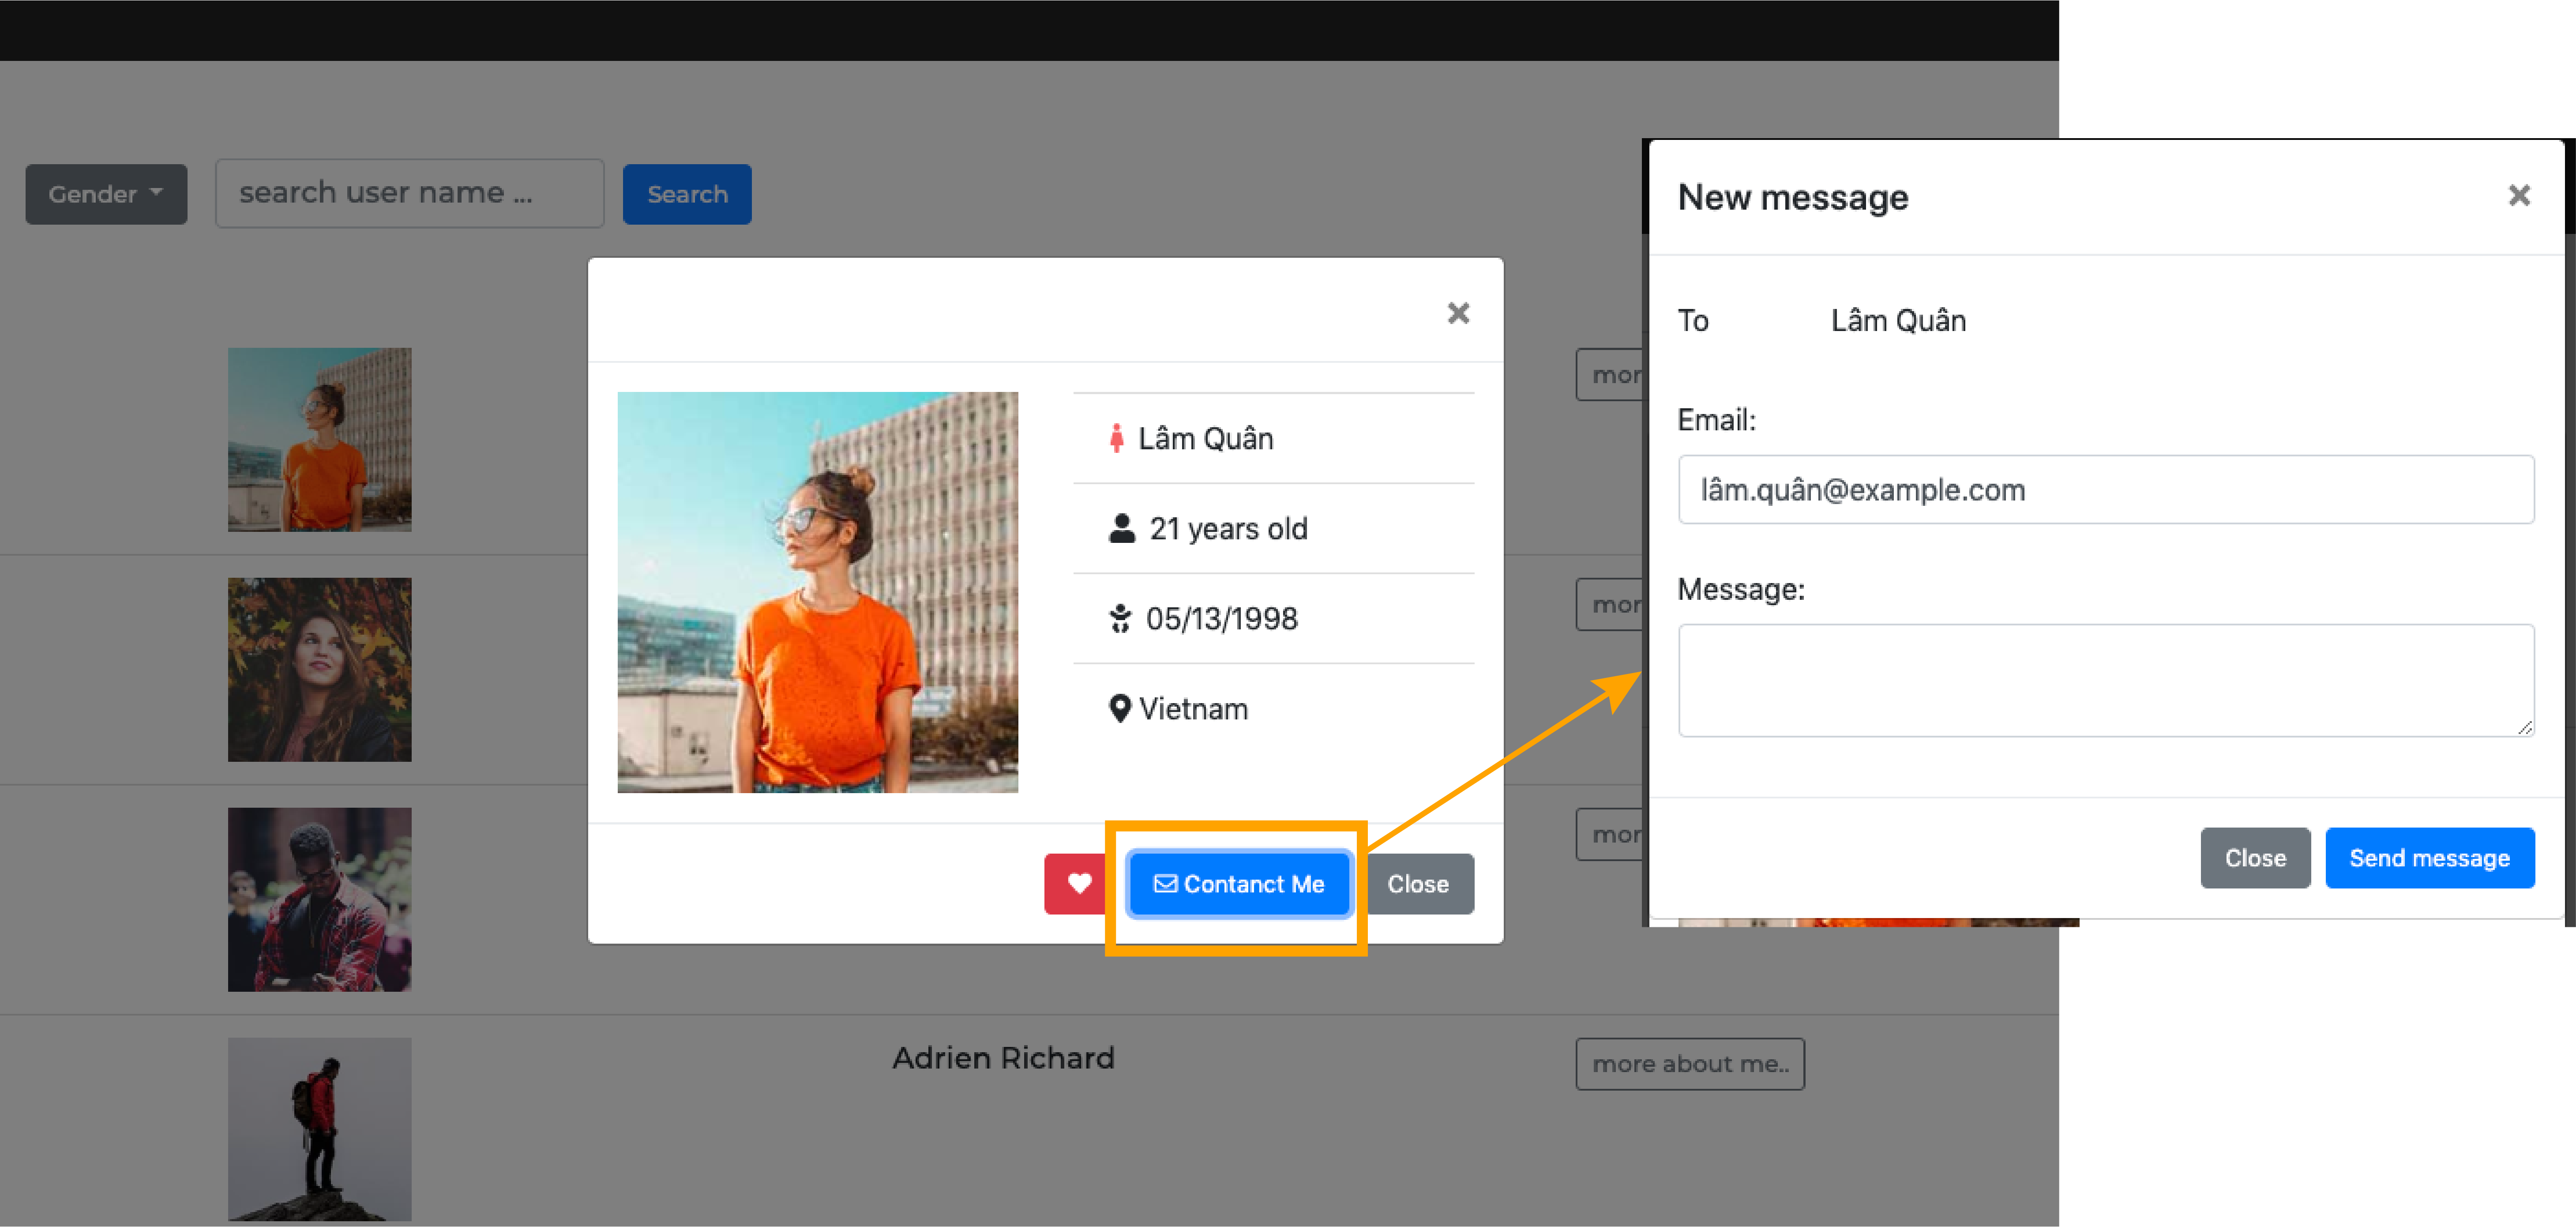 Gender
search user name ...
Search
×
Lâm Quân
21 years old
05/13/1998
Vietnam
Contanct Me
Close
mor
mor
mor
Adrien Richard
more about me..
New message
×
To Lâm Quân
Email:
lâm.quân@example.com
Message:
Close
Send message